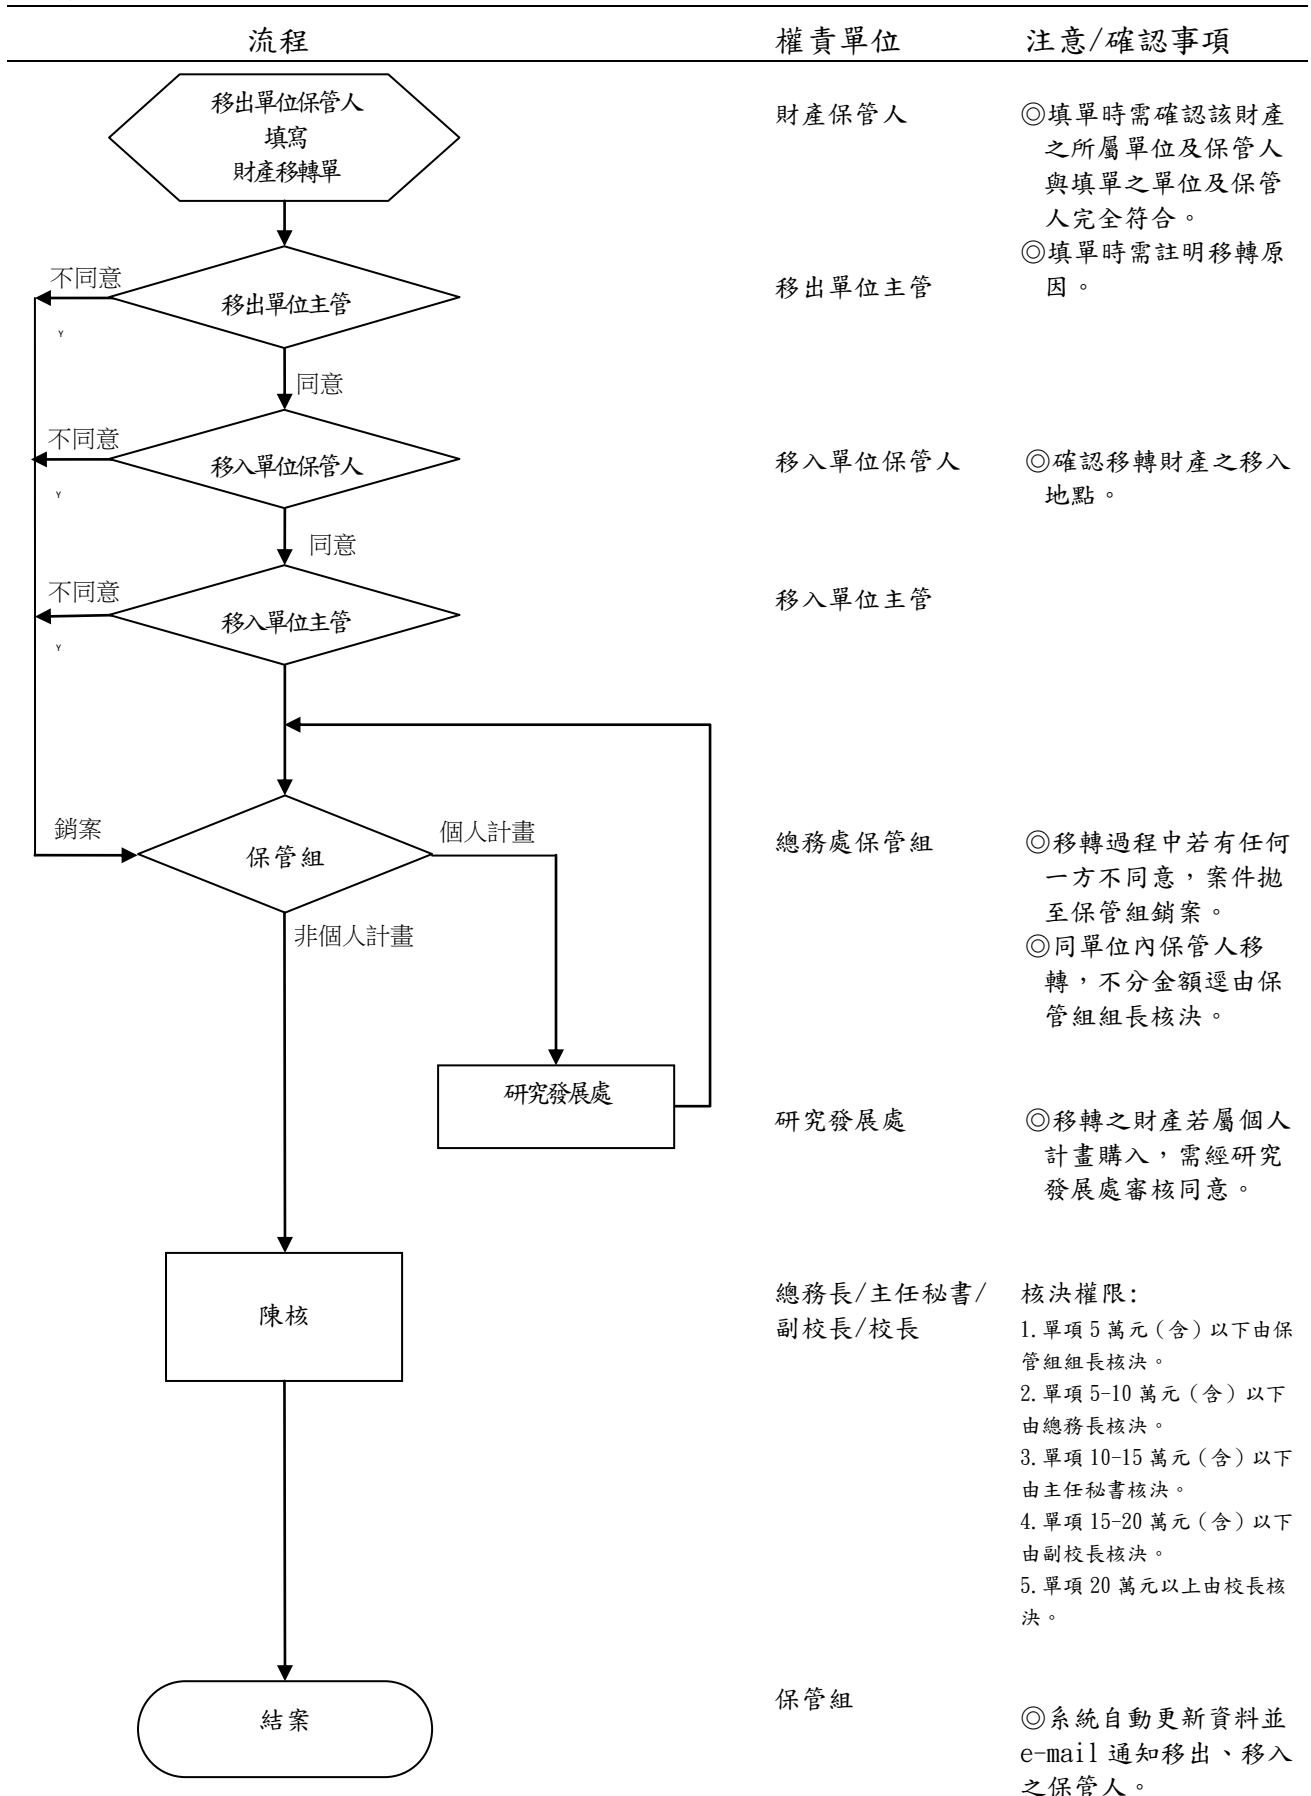 流程
權責單位
注意/確認事項
移出單位保管人
填寫
財產移轉單
財產保管人
◎填單時需確認該財產
之所屬單位及保管人
與填單之單位及保管
人完全符合。
◎填單時需註明移轉原
因。
不同意
移出單位主管
Y
同意
移出單位主管
不同意
移入單位保管人
Y
同意
移入單位保管人
◎確認移轉財產之移入
地點。
不同意
移入單位主管
Y
移入單位主管
銷案
保管組
個人計畫
非個人計畫
總務處保管組
◎移轉過程中若有任何
一方不同意,案件拋
至保管組銷案。
◎同單位內保管人移
轉,不分金額逕由保
管組組長核決。
研究發展處
研究發展處
◎移轉之財產若屬個人
計畫購入,需經研究
發展處審核同意。
陳核
總務長/主任秘書/
副校長/校長
核決權限:
1.單項 5 萬元(含)以下由保
管組組長核決。
2.單項 5-10 萬元(含)以下
由總務長核決。
3.單項 10-15 萬元(含)以下
由主任秘書核決。
4.單項 15-20 萬元(含)以下
由副校長核決。
5.單項 20 萬元以上由校長核
決。
結案
保管組
◎系統自動更新資料並
e-mail 通知移出、移入
之保管人。